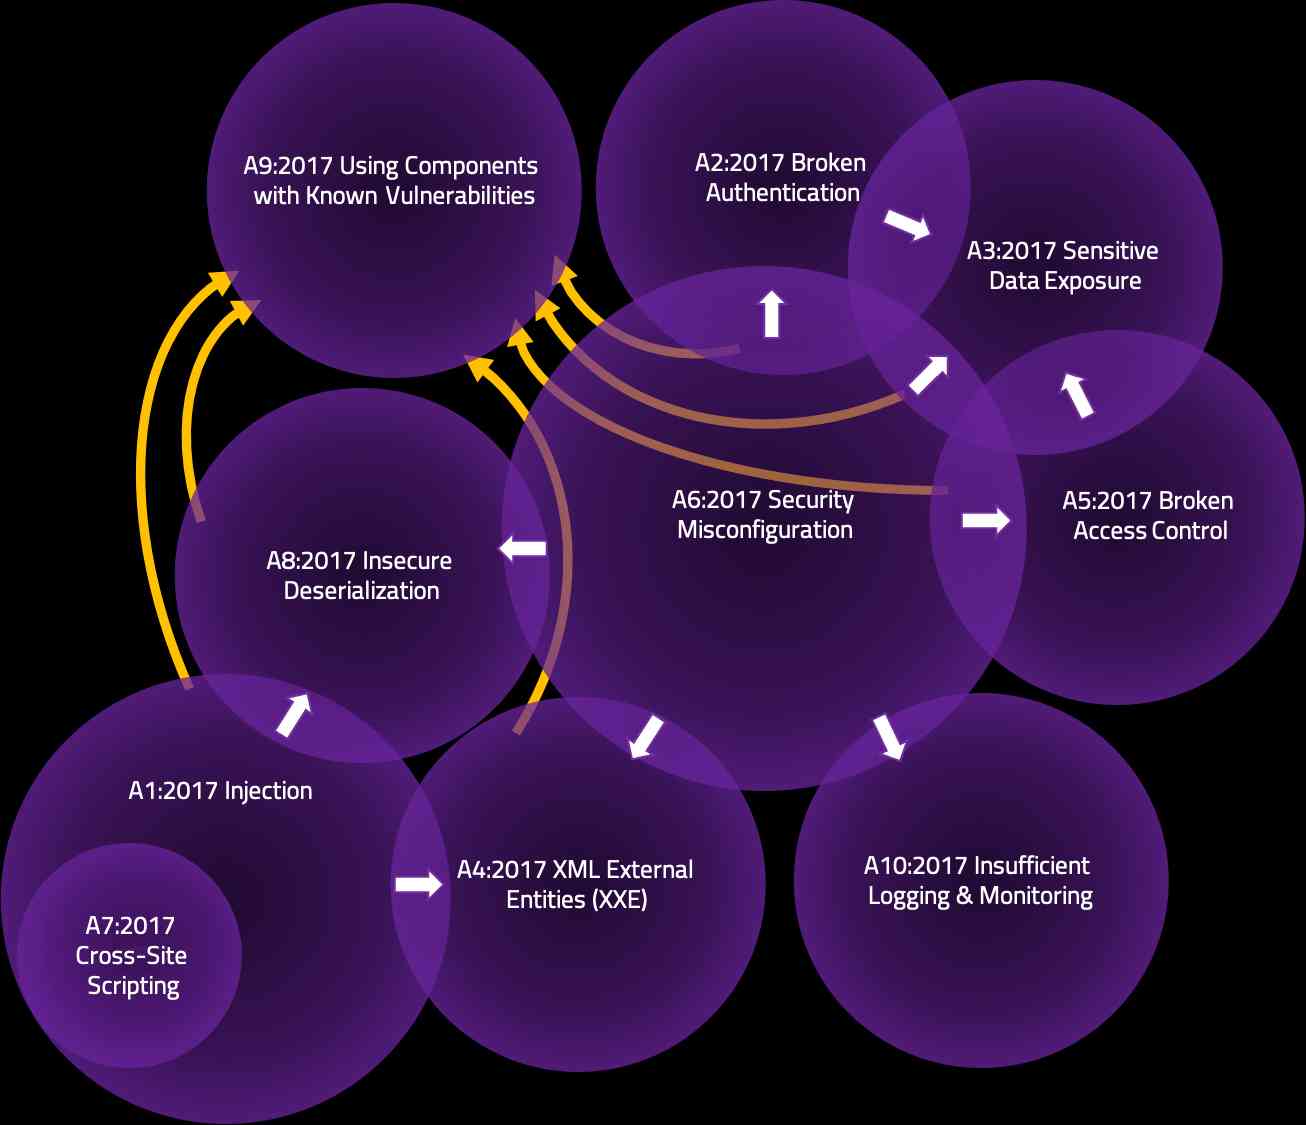 A9:2017 Using Components
with Known Vulnerabilities
A2:2017 Broken
Authentication
A3:2017 Sensitive
Data Exposure
A6:2017 Security
Misconfiguration
A5:2017 Broken
Access Control
A8:2017 Insecure
Deserialization
A1:2017 Injection
A7:2017
Cross-Site
Scripting
A4:2017 XML External
Entities (XXE)
A10:2017 Insufficient
Logging & Monitoring